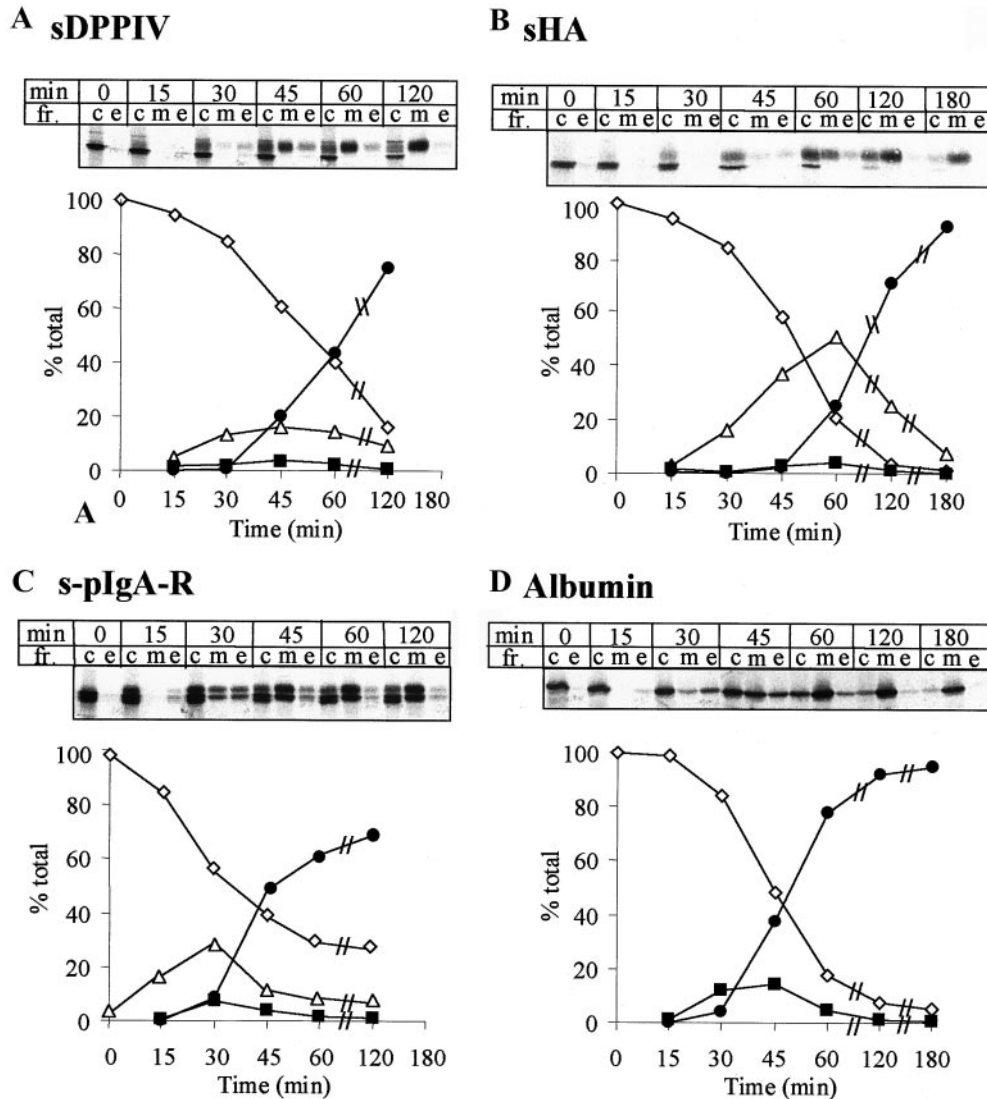 A sDPPIV
min 0 15 30 45 60 120
fr. c e c m e c m e c m e c m e c m e
100
80
60
40
20
0
% total
0 15 30 45 60 120 180
A
Time (min)
B sHA
min 0 15 30 45 60 120 180
fr. c e c m e c m e c m e c m e c m e c m e
100
80
60
40
20
0
% total
0 15 30 45 60 120 180
Time (min)
C s-pIgA-R
min 0 15 30 45 60 120
fr. c e c m e c m e c m e c m e c m e
100
80
60
40
20
0
% total
0 15 30 45 60 120 180
Time (min)
D Albumin
min 0 15 30 45 60 120 180
fr. c e c m e c m e c m e c m e c m e c m e
100
80
60
40
20
0
% total
0 15 30 45 60 120 180
Time (min)